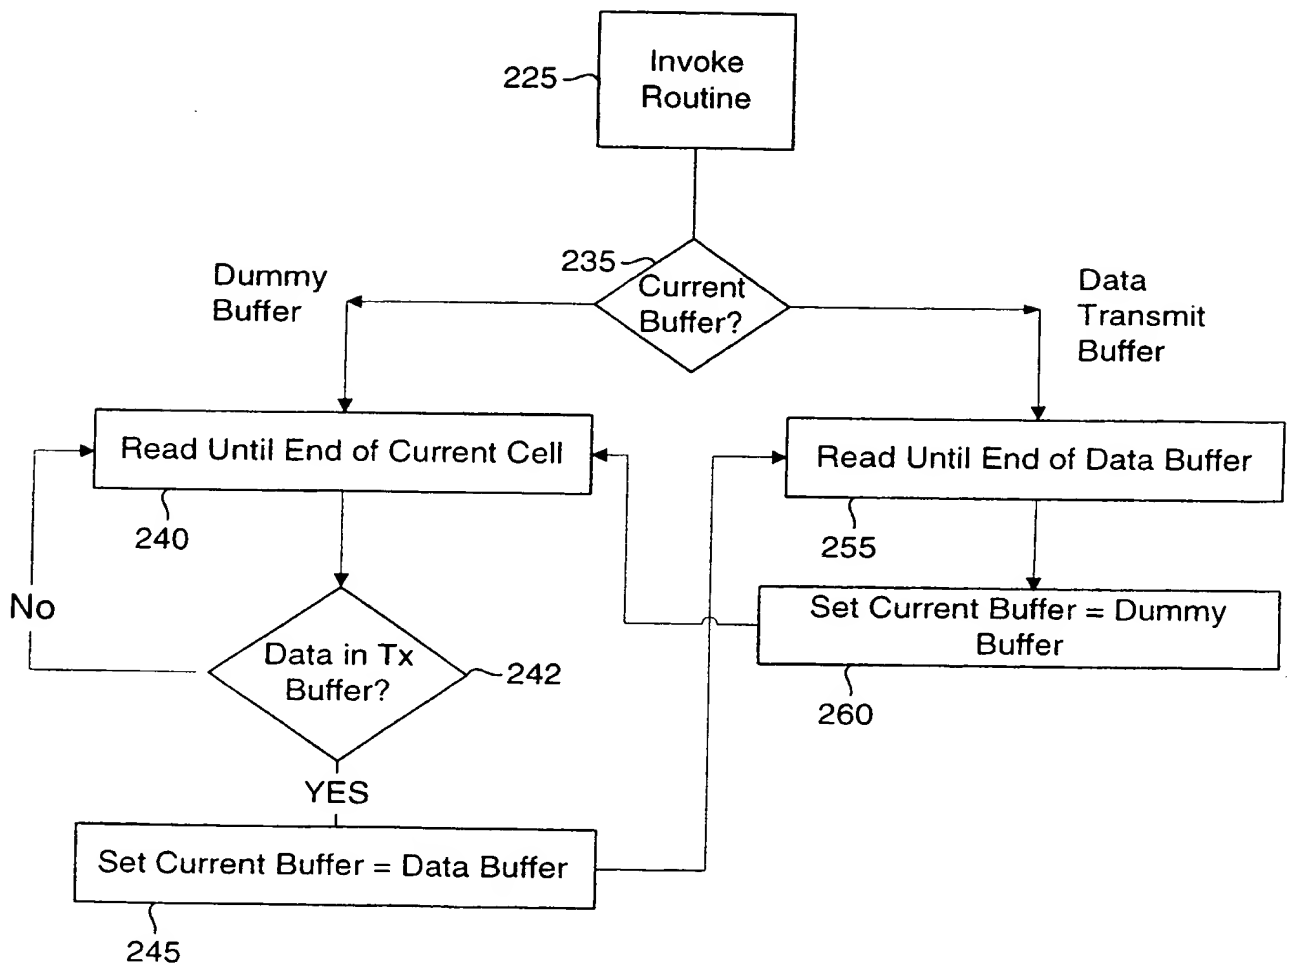 Invoke
Routine
225
235
Current
Buffer?
Dummy
Buffer
Data
Transmit
Buffer
Read Until End of Current Cell
240
Read Until End of Data Buffer
255
No
Data in Tx
Buffer?
242
Set Current Buffer = Dummy
Buffer
260
YES
Set Current Buffer = Data Buffer
245